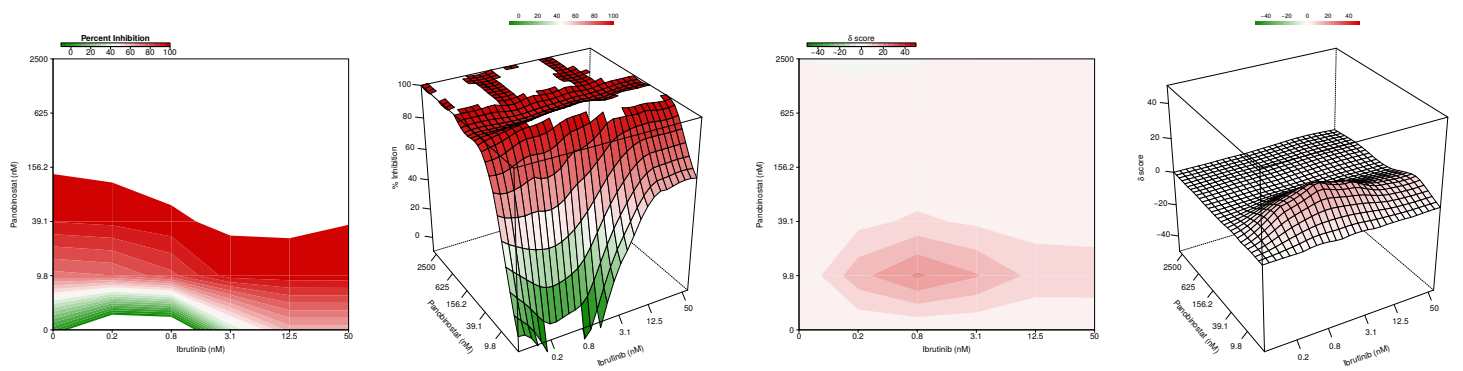 Percent Inhibition
0 20 40 60 80 100
2500
625
156.2
39.1
9.8
0
Panobinostat (nM)
0 0.2 0.8 3.1 12.5 50
Ibrutinib (nM)
0 20 40 60 80 100
100
80
60
40
20
0
% Inhibition
2500
625
156.2
39.1
9.8
Panobinostat (nM)
0.2
0.8
3.1
12.5
50
Ibrutinib (nM)
δ score
−40 −20 0 20 40
2500
625
156.2
39.1
9.8
0
Panobinostat (nM)
0 0.2 0.8 3.1 12.5 50
Ibrutinib (nM)
−40 −20 0 20 40
40
20
0
−20
−40
δ score
2500
625
156.2
39.1
9.8
Panobinostat (nM)
0.2
0.8
3.1
12.5
50
Ibrutinib (nM)